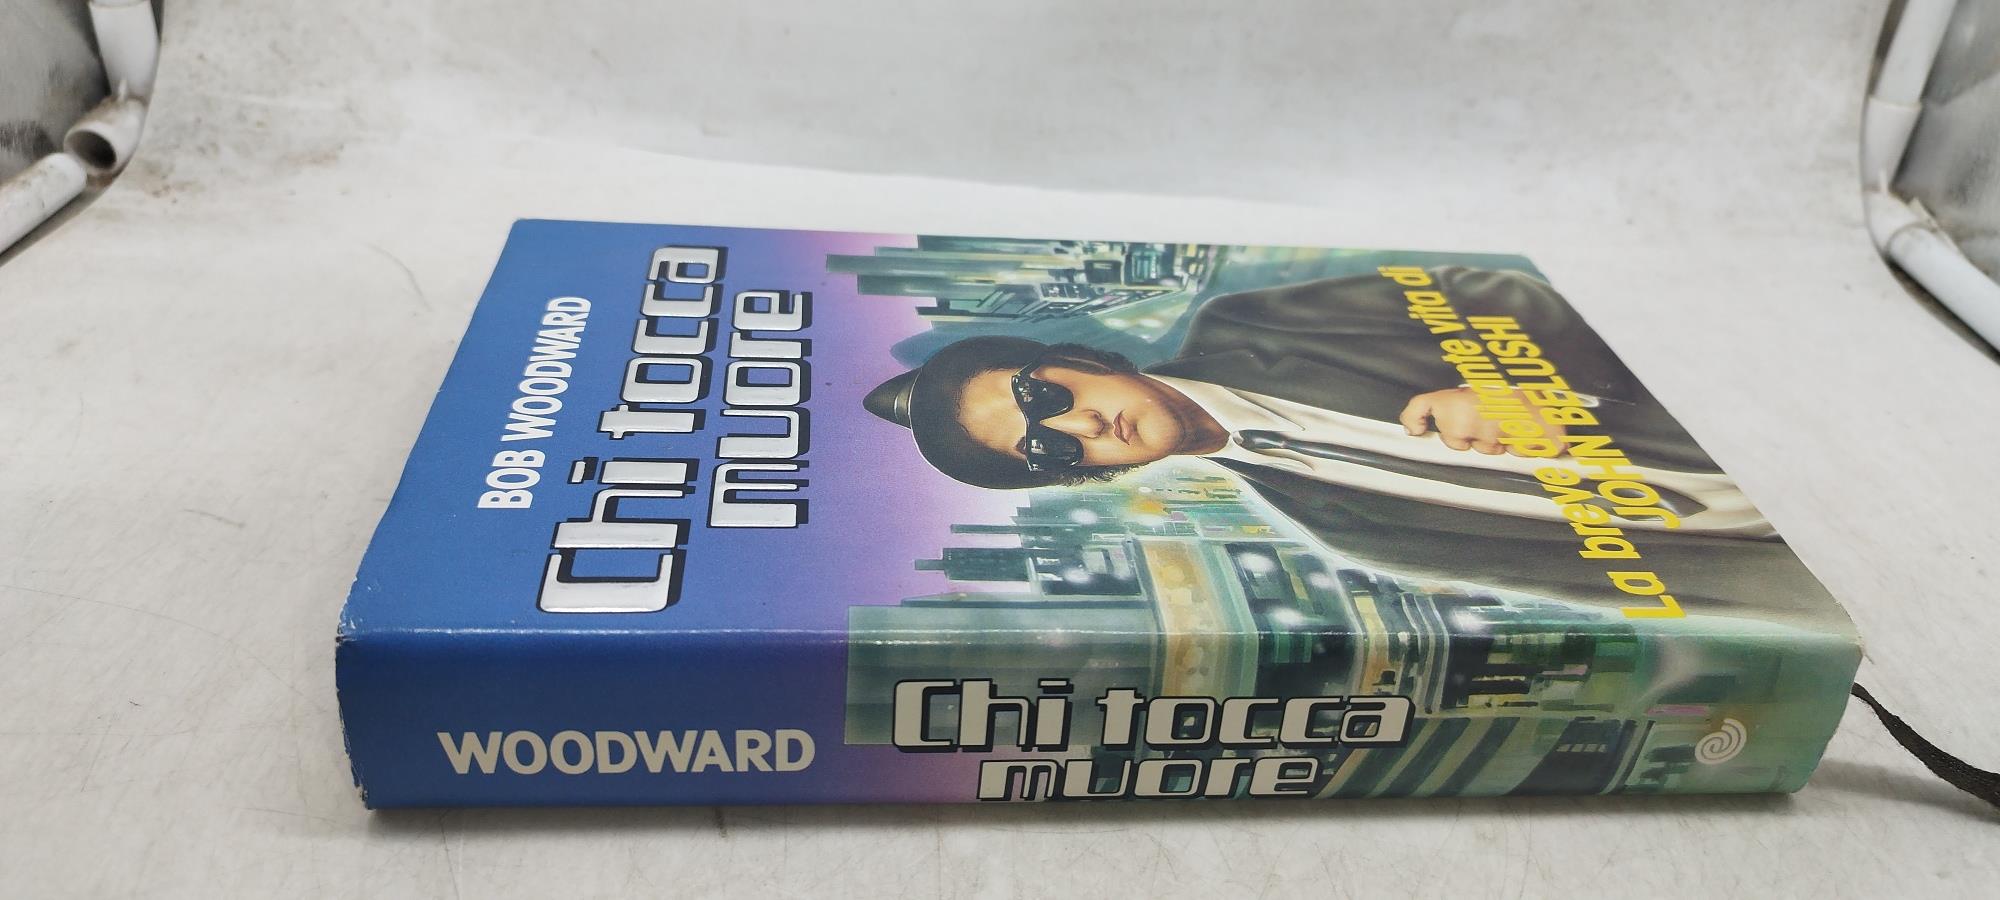 BOB WOODWARD
Chi tocca
muore
La breve delirante vita di
JOHN BELUSHI
WOODWARD
Chi tocca
muore